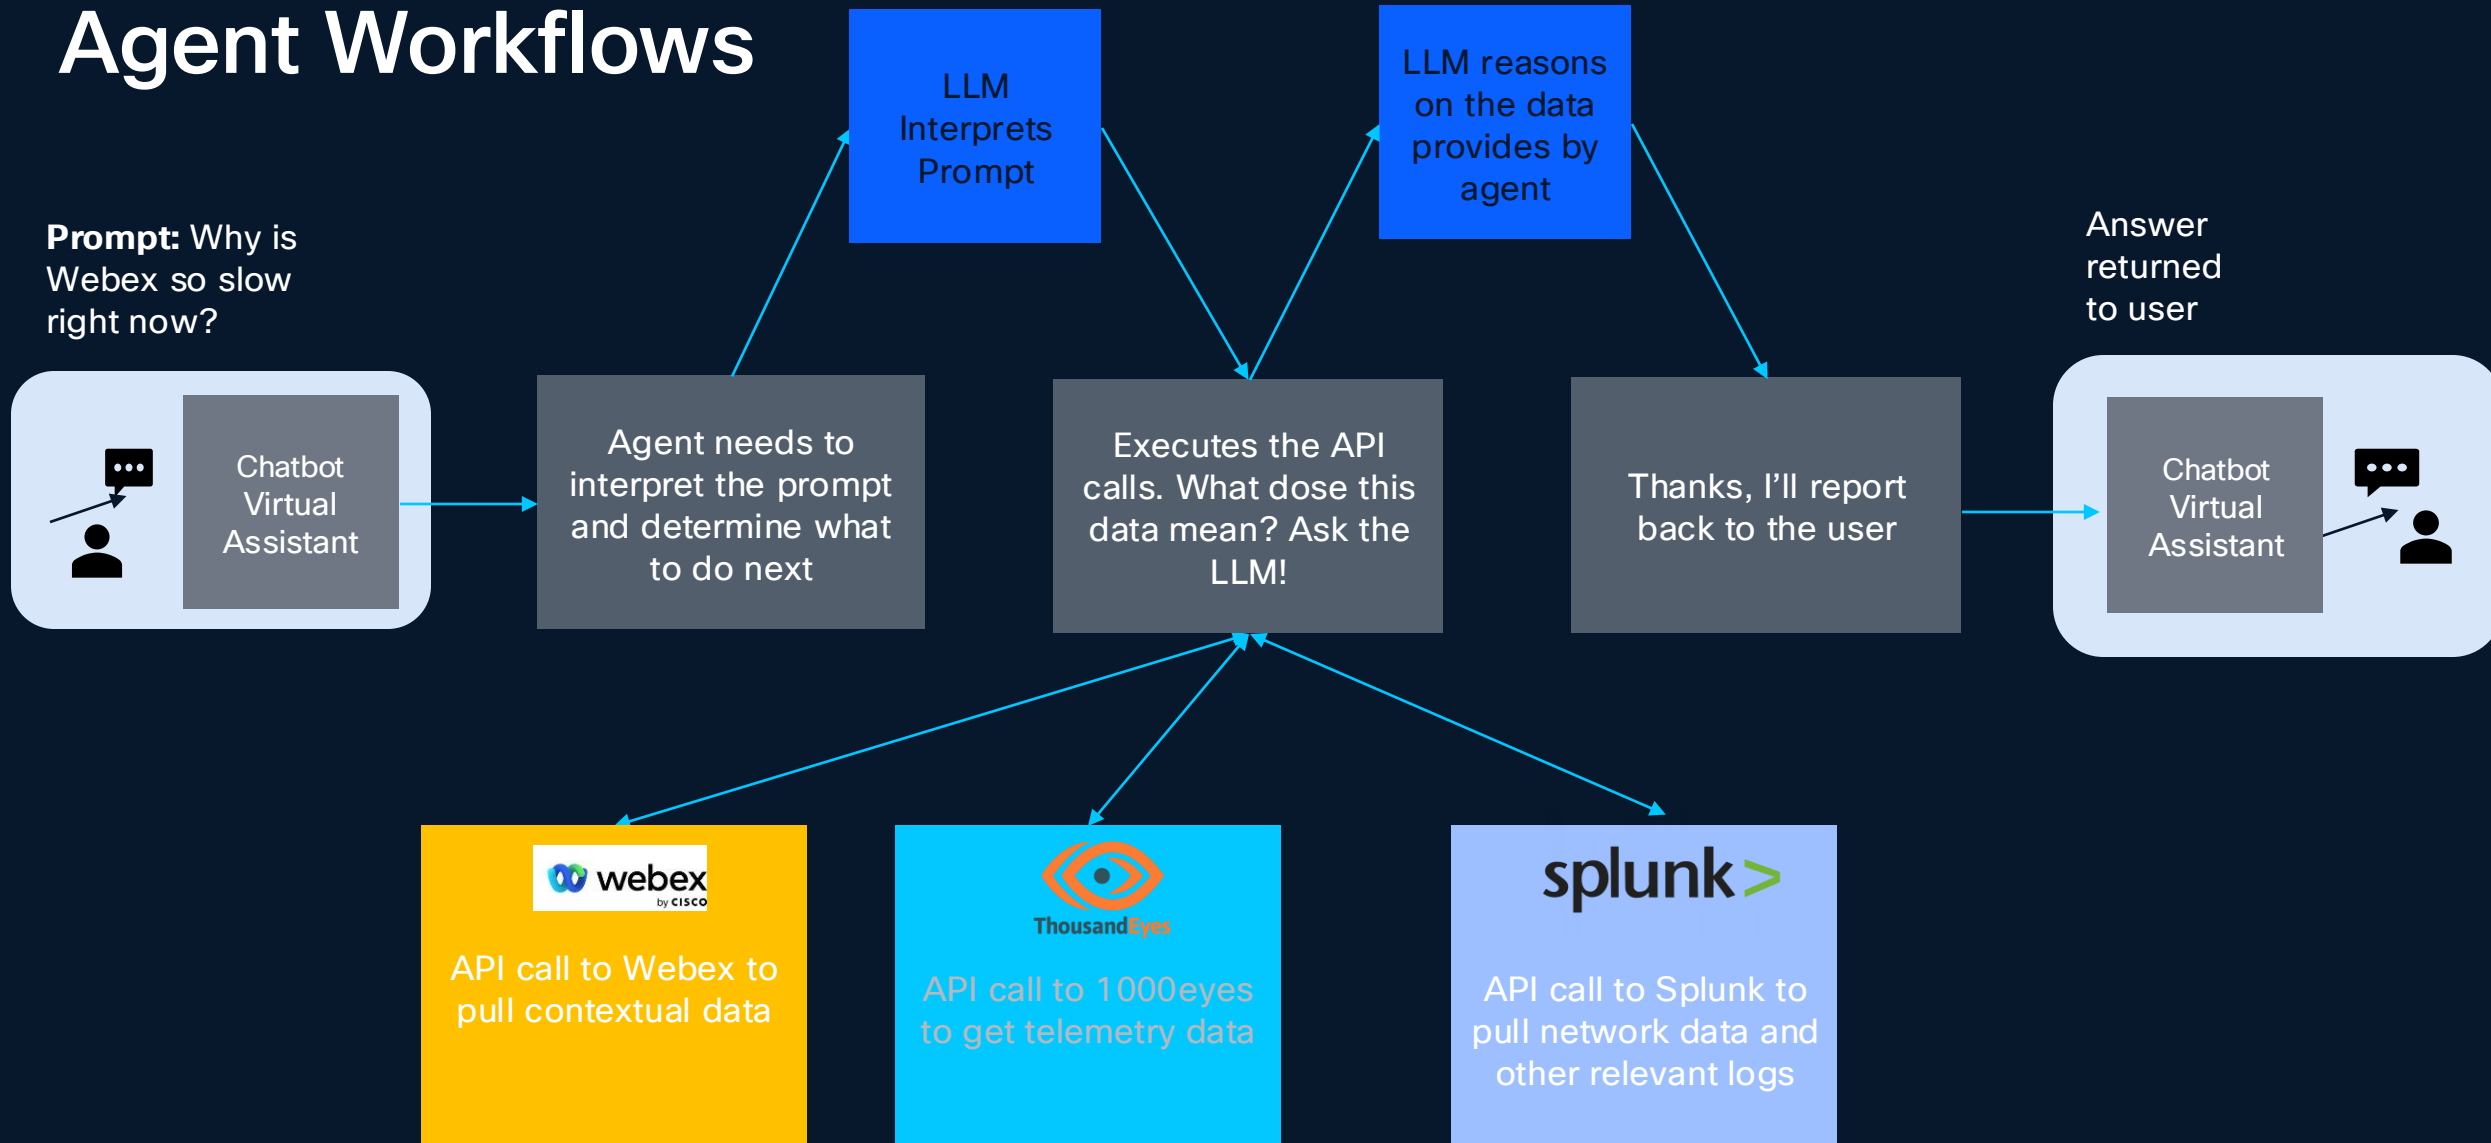 Agent Workflows
LLM
Interprets
Prompt
LLM reasons
on the data
provides by
agent
Prompt: Why is
Webex so slow
right now?
Answer
returned
to user
Chatbot
Virtual
Assistant
Agent needs to
interpret the prompt
and determine what
to do next
Executes the API
calls. What dose this
data mean? Ask the
LLM!
Thanks, I’ll report
back to the user
Chatbot
Virtual
Assistant
webex
by CISCO
API call to Webex to
pull contextual data
ThousandEyes
API call to 1000eyes
to get telemetry data
splunk>
API call to Splunk to
pull network data and
other relevant logs